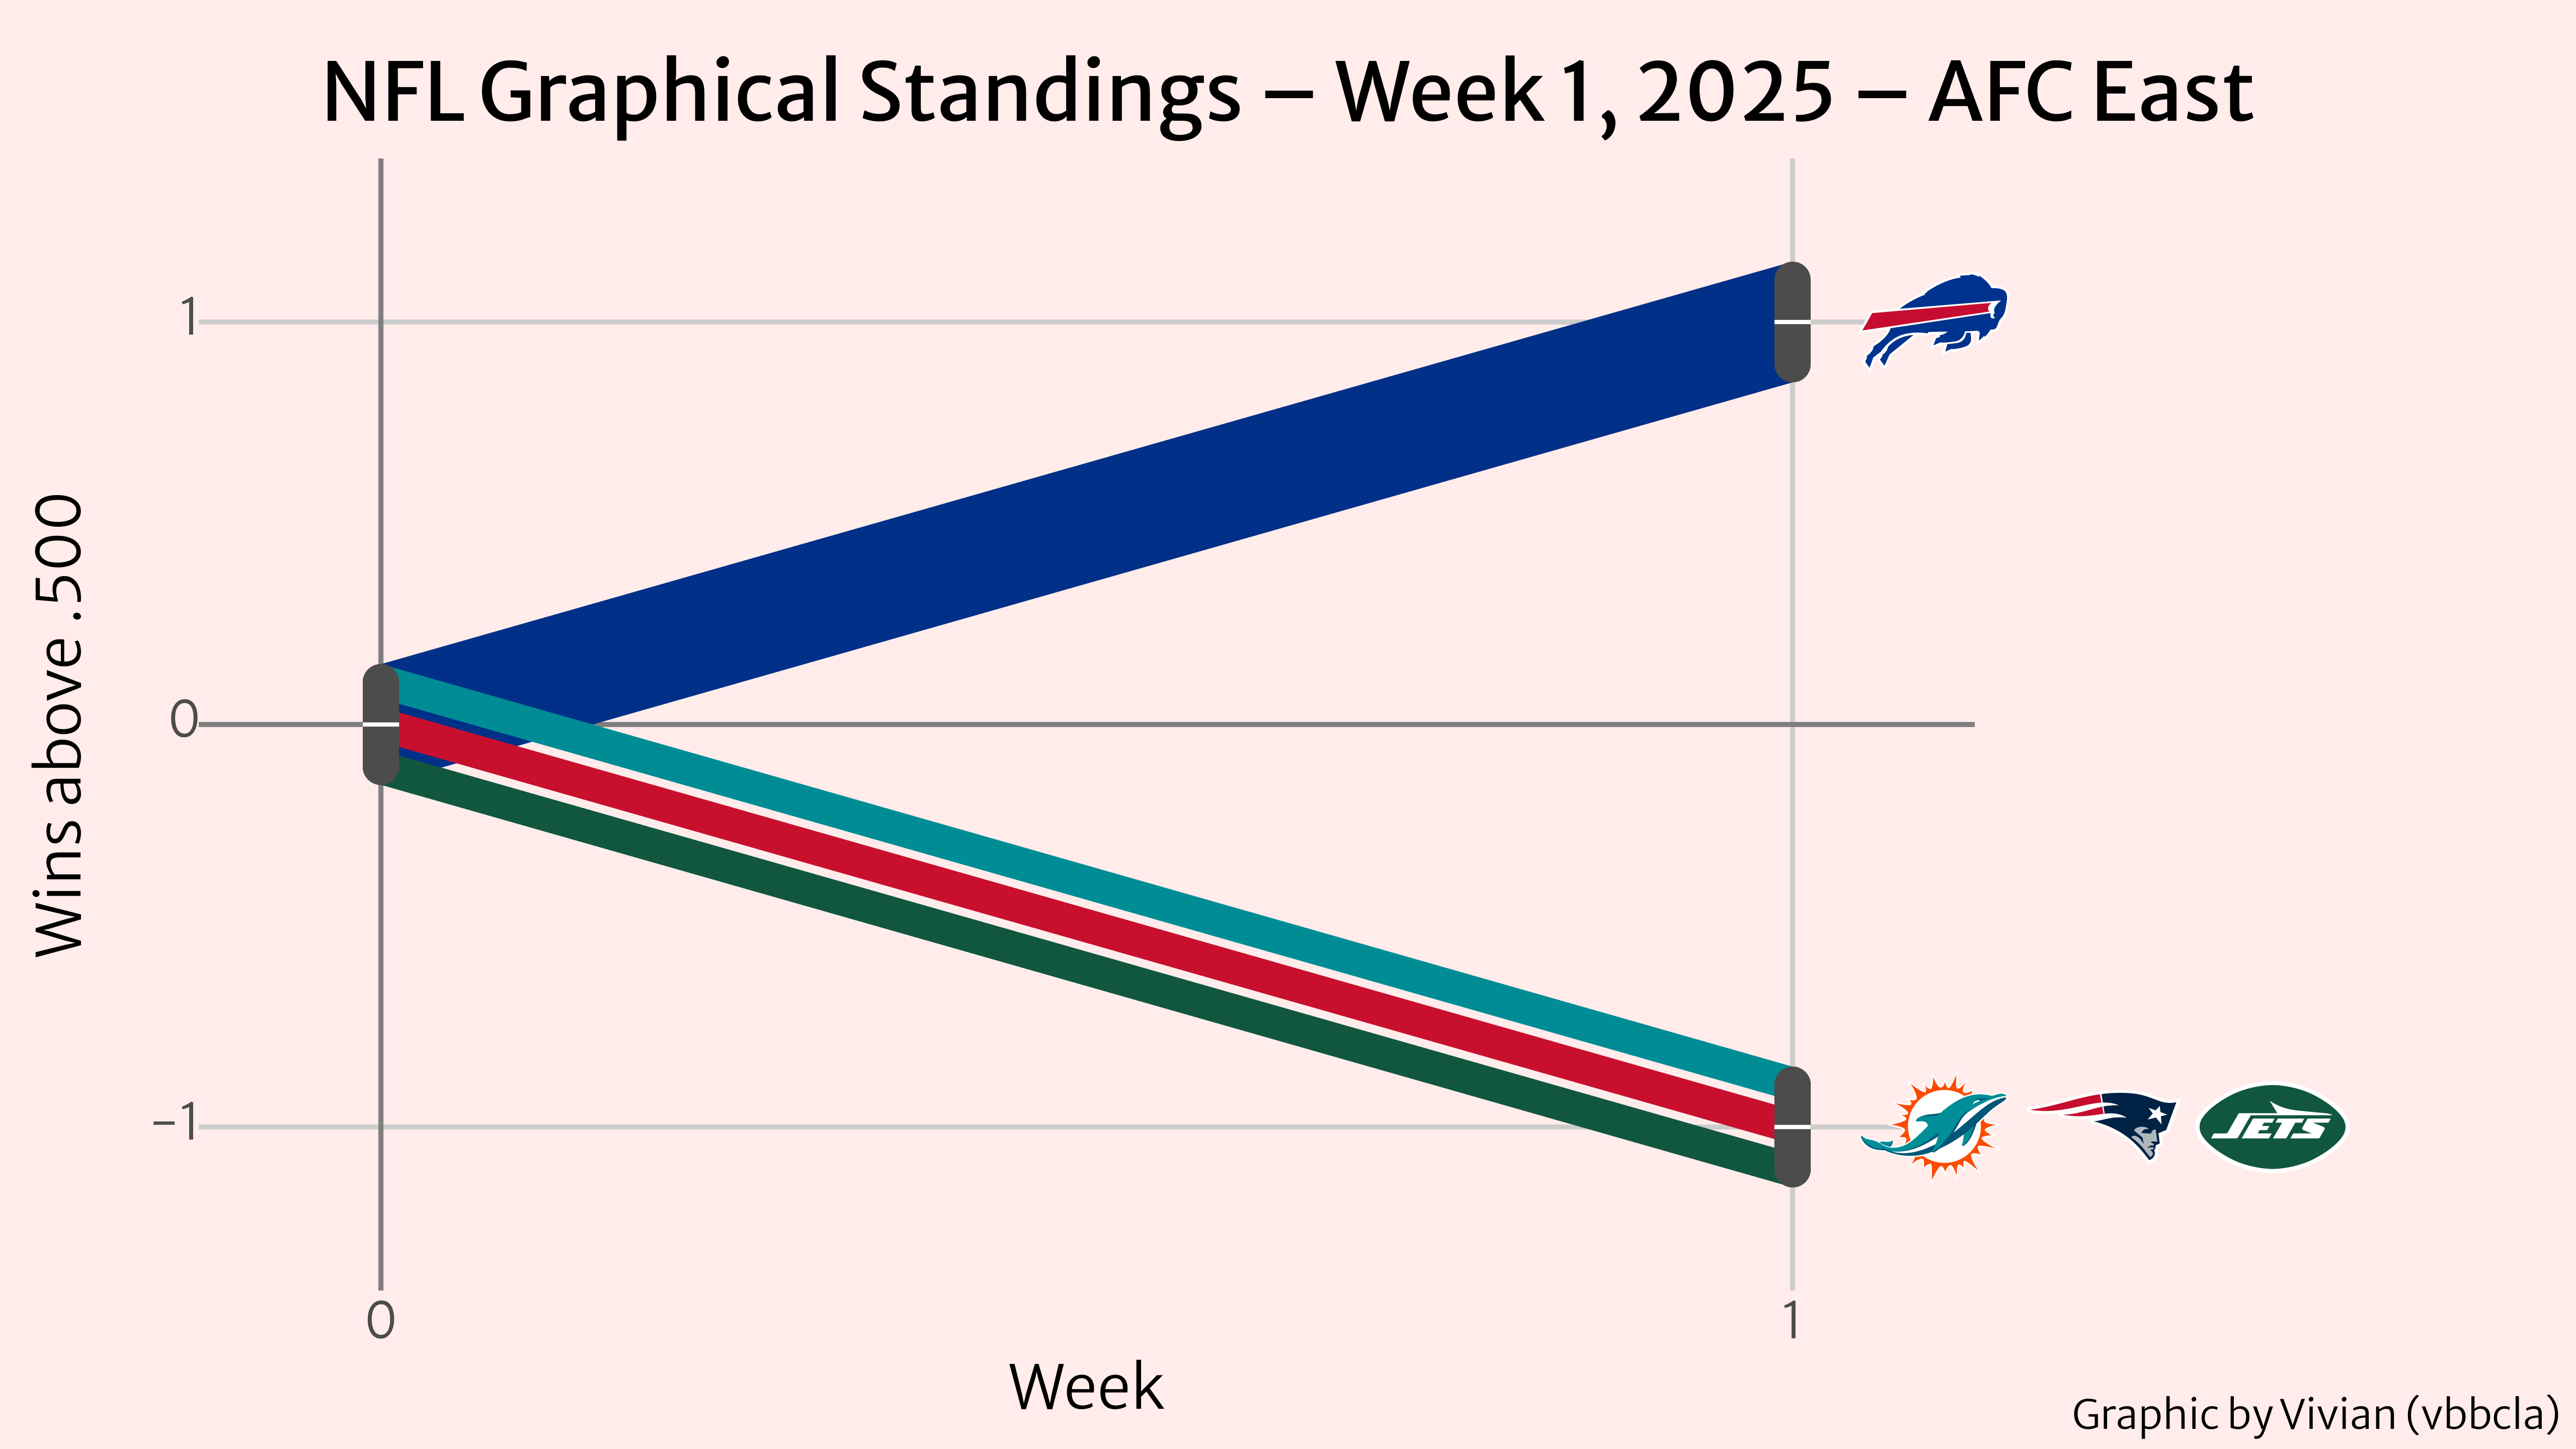 NFL Graphical Standings – Week 1, 2025 – AFC East
Wins above .500
1
0
−1
0
1
Week
JETS
Graphic by Vivian (vbbcla)